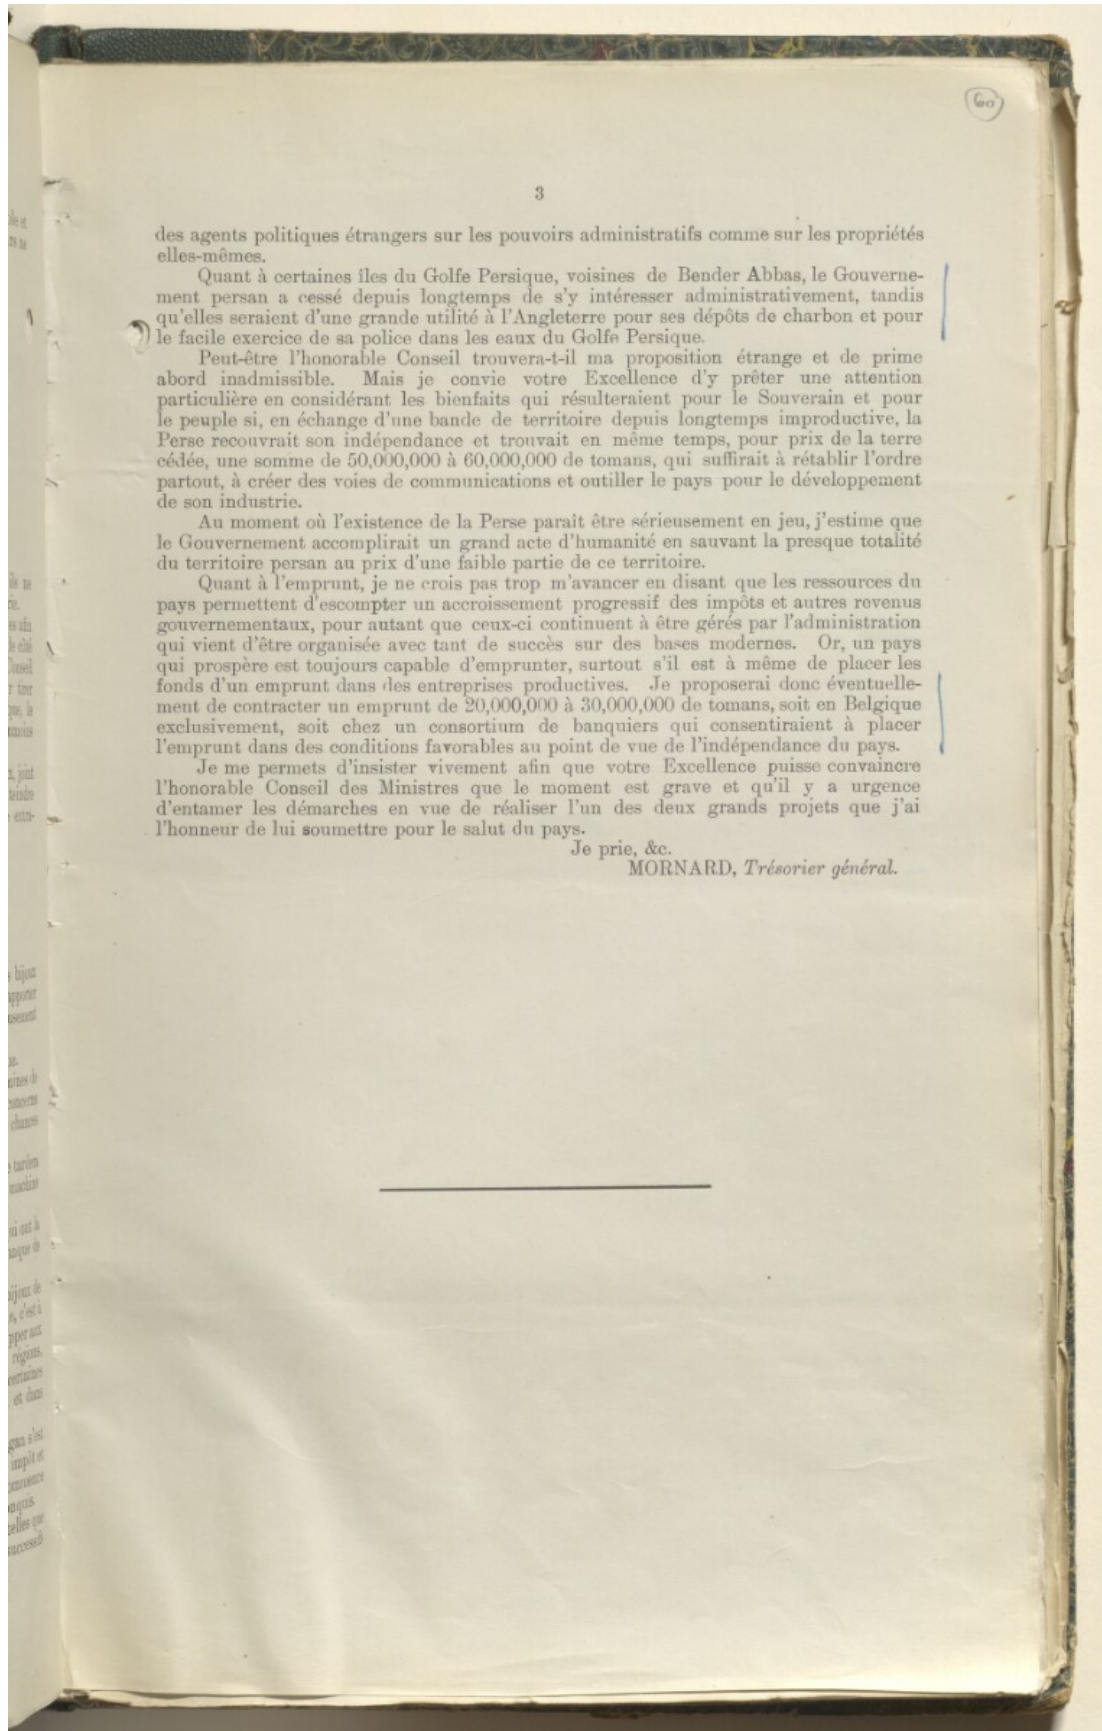 60
3
des agents politiques étrangers sur les pouvoirs administratifs comme sur les propriétés
elles-mêmes.
Quant à certaines îles du Golfe Persique, voisines de Bender Abbas, le Gouverne-
ment persan a cessé depuis longtemps de s'y intéresser administrativement, tandis
qu'elles seraient d'une grande utilité à l'Angleterre pour ses dépôts de charbon et pour
le facile exercice de sa police dans les eaux du Golfe Persique.
Peut-être l'honorable Conseil trouvera-t-il ma proposition étrange et de prime
abord inadmissible. Mais je convie votre Excellence d'y prêter une attention
particulière en considérant les bienfaits qui résulteraient pour le Souverain et pour
le peuple si, en échange d'une bande de territoire depuis longtemps improductive, la
Perse recouvrait son indépendance et trouvait en même temps, pour prix de la terre
cédée, une somme de 50,000,000 à 60,000,000 de tomans, qui suffirait à rétablir l'ordre
partout, à créer des voies de communications et outiller le pays pour le développement
de son industrie.
Au moment où l'existence de la Perse paraît être sérieusement en jeu, j'estime que
le Gouvernement accomplirait un grand acte d'humanité en sauvant la presque totalité
du territoire persan au prix d'une faible partie de ce territoire.
Quant à l'emprunt, je ne crois pas trop m'avancer en disant que les ressources du
pays permettent d'escompter un accroissement progressif des impôts et autres revenus
gouvernementaux, pour autant que ceux-ci continuent à être gérés par l'administration
qui vient d'être organisée avec tant de succès sur des bases modernes. Or, un pays
qui prospère est toujours capable d'emprunter, surtout s'il est à même de placer les
fonds d'un emprunt dans des entreprises productives. Je proposerai donc éventuelle-
ment de contracter un emprunt de 20,000,000 à 30,000,000 de tomans, soit en Belgique
exclusivement, soit chez un consortium de banquiers qui consentiraient à placer
l'emprunt dans des conditions favorables au point de vue de l'indépendance du pays.
Je me permets d'insister vivement afin que votre Excellence puisse convaincre
l'honorable Conseil des Ministres que le moment est grave et qu'il y a urgence
d'entamer les démarches en vue de réaliser l'un des deux grands projets que j'ai
l'honneur de lui soumettre pour le salut du pays.
Je prie, &c.
MORNARD, Trésorier général.